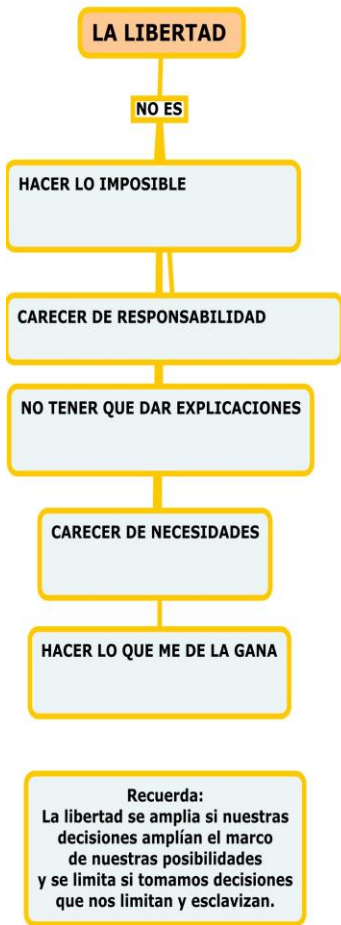 LA LIBERTAD
NO ES
HACER LO IMPOSIBLE
CARECER DE RESPONSABILIDAD
NO TENER QUE DAR EXPLICACIONES
CARECER DE NECESIDADES
HACER LO QUE ME DE LA GANA
Recuerda:
La libertad se amplia si nuestras
decisiones amplían el marco
de nuestras posibilidades
y se limita si tomamos decisiones
que nos limitan y esclavizan.